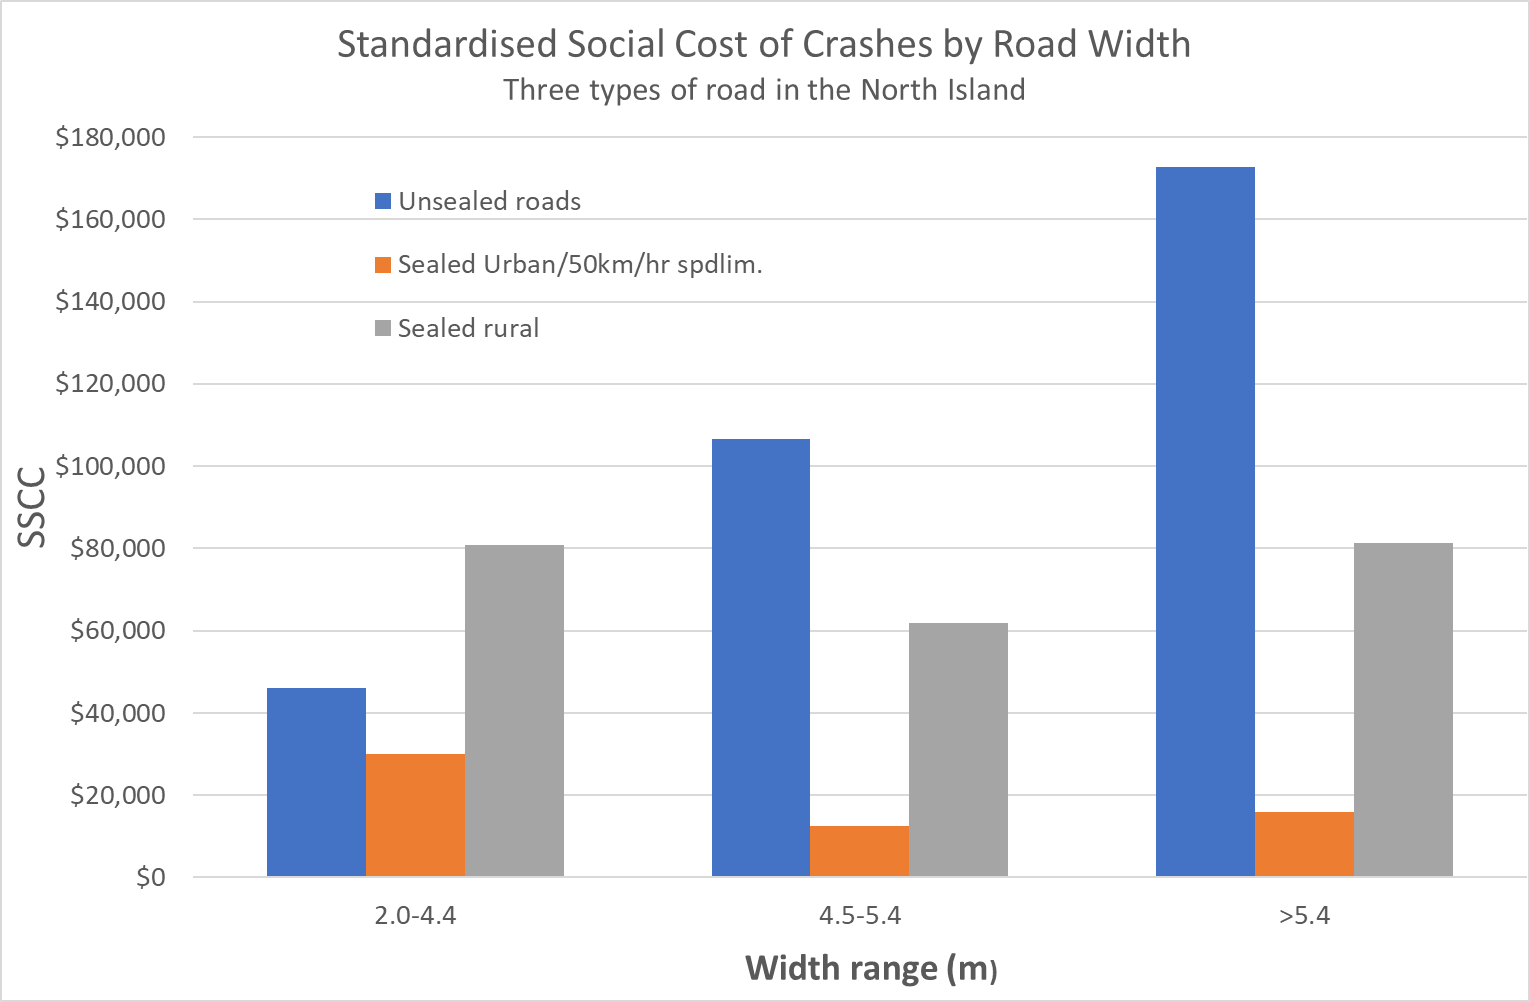 Standardised Social Cost of Crashes by Road Width
Three types of road in the North Island
$180,000
$160,000
$140,000
$120,000
$100,000
$80,000
$60,000
$40,000
$20,000
$0
SSCC
Unsealed roads
Sealed Urban/50km/hr spdlim.
Sealed rural
2.0-4.4
4.5-5.4
>5.4
Width range (m)